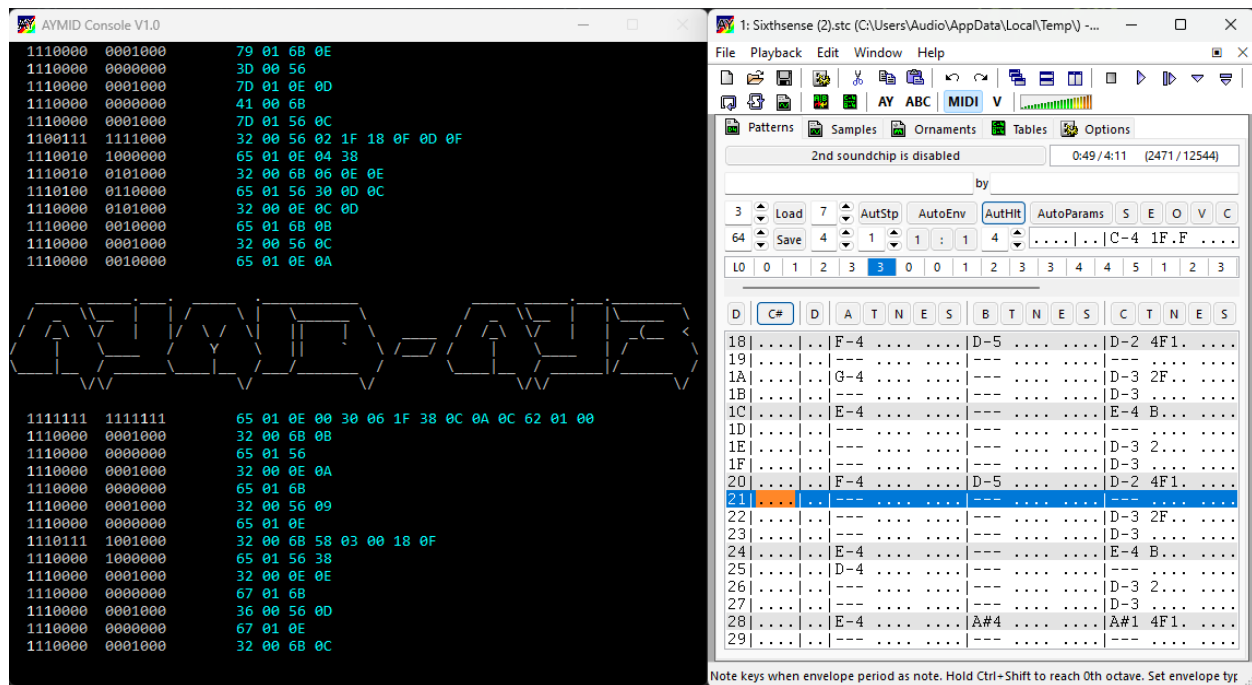 AYMID Console V1.0
1110000 0001000 79 01 6B 0E
1110000 0000000 3D 00 56
1110000 0001000 7D 01 0E 0D
1110000 0000000 41 00 6B
1110000 0001000 7D 01 56 0C
1100111 1111000 32 00 56 02 1F 18 0F 0D 0F
1110010 1000000 65 01 0E 04 38
1110010 0101000 32 00 6B 06 0E 0E
1110100 0110000 65 01 56 30 0D 0C
1110000 0101000 32 00 0E 0C 0D
1110000 0010000 65 01 6B 0B
1110000 0001000 32 00 56 0C
1110000 0010000 65 01 0E 0A
AYMID-AY3
1111111 1111111 65 01 0E 00 30 06 1F 38 0C 0A 0C 62 01 00
1110000 0001000 32 00 6B 0B
1110000 0000000 65 01 56
1110000 0001000 32 00 0E 0A
1110000 0000000 65 01 6B
1110000 0001000 32 00 56 09
1110000 0000000 65 01 0E
1110111 1001000 32 00 6B 58 03 00 18 0F
1110000 1000000 65 01 56 38
1110000 0001000 32 00 0E 0E
1110000 0000000 67 01 6B
1110000 0001000 36 00 56 0D
1110000 0000000 67 01 0E
1110000 0001000 32 00 6B 0C
1: Sixthsense (2).stc (C:\Users\Audio\AppData\Local\Temp\) -...
File Playback Edit Window Help
AY ABC MIDI V
Patterns Samples Ornaments Tables Options
2nd soundchip is disabled 0:49/4:11 (2471/12544)
by
3 Load 7 AutStp AutoEnv AutHlt AutoParams S E O V C
64 Save 4 1 1 : 1 4 ....|..|C-4 1F.F ....
L0 0 1 2 3 3 0 0 1 2 3 3 4 4 5 1 2 3
D C# D A T N E S B T N E S C T N E S
18|....|..|F-4 .... ....|D-5 .... ....|D-2 4F1. ....
19|....|..|--- .... ....|--- .... ....|--- .... ....
1A|....|..|G-4 .... ....|--- .... ....|D-3 2F.. ....
1B|....|..|--- .... ....|--- .... ....|D-3 .... ....
1C|....|..|E-4 .... ....|--- .... ....|E-4 B... ....
1D|....|..|--- .... ....|--- .... ....|--- .... ....
1E|....|..|--- .... ....|--- .... ....|D-3 2... ....
1F|....|..|--- .... ....|--- .... ....|D-3 .... ....
20|....|..|F-4 .... ....|D-5 .... ....|D-2 4F1. ....
21|....|..|--- .... ....|--- .... ....|--- .... ....
22|....|..|--- .... ....|--- .... ....|D-3 2F.. ....
23|....|..|--- .... ....|--- .... ....|D-3 .... ....
24|....|..|E-4 .... ....|--- .... ....|E-4 B... ....
25|....|..|D-4 .... ....|--- .... ....|--- .... ....
26|....|..|--- .... ....|--- .... ....|D-3 2... ....
27|....|..|--- .... ....|--- .... ....|D-3 .... ....
28|....|..|E-4 .... ....|A#4 .... ....|A#1 4F1. ....
29|....|..|--- .... ....|--- .... ....|--- .... ....
Note keys when envelope period as note. Hold Ctrl+Shift to reach 0th octave. Set envelope typ